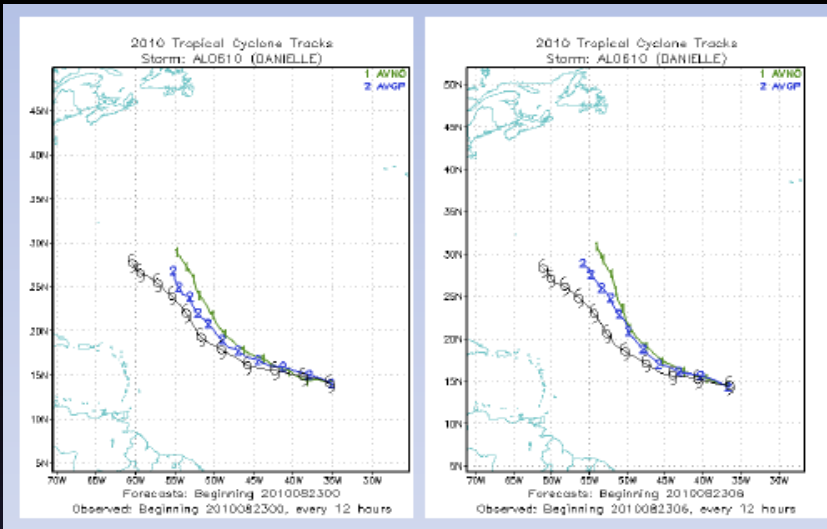 2010 Tropical Cyclone Tracks
Storm: AL0610 (DANIELLE)
1 AVNO
2 AVGP
45N
40N
35N
30N
25N
20N
15N
10N
5N
70W 65W 60W 55W 50W 45W 40W 35W 30W
Forecasts: Beginning 2010082300
Observed: Beginning 2010082300, every 12 hours
2010 Tropical Cyclone Tracks
Storm: AL0610 (DANIELLE)
1 AVNO
2 AVGP
50N
45N
40N
35N
30N
25N
20N
15N
10N
5N
70W 65W 60W 55W 50W 45W 40W 35W 30W
Forecasts: Beginning 2010082306
Observed: Beginning 2010082306, every 12 hours